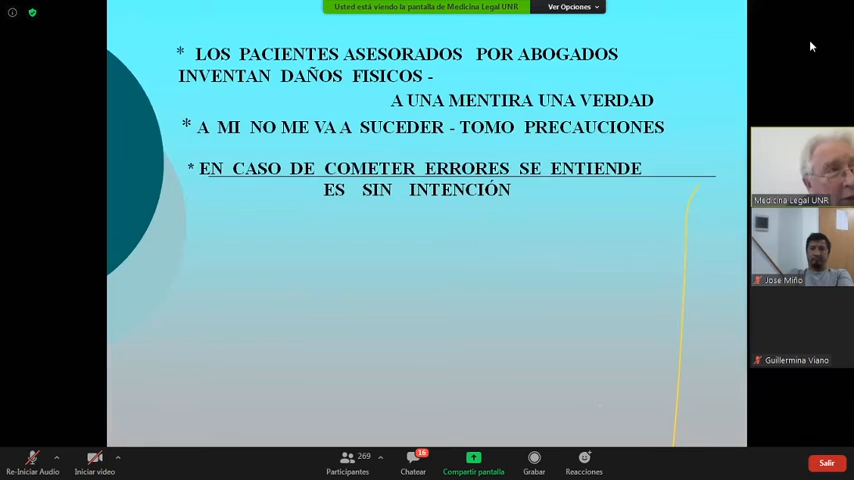 Usted está viendo la pantalla de Medicina Legal UNR
Ver Opciones
* LOS PACIENTES ASESORADOS POR ABOGADOS
INVENTAN DAÑOS FISICOS -
A UNA MENTIRA UNA VERDAD
* A MI NO ME VA A SUCEDER - TOMO PRECAUCIONES
* EN CASO DE COMETER ERRORES SE ENTIENDE
ES SIN INTENCIÓN
Medicina Legal UNR
Jose Miño
Guillermina Viano
Re-Iniciar Audio
Iniciar video
269
Participantes
16
Chatear
Compartir pantalla
Grabar
Reacciones
Salir